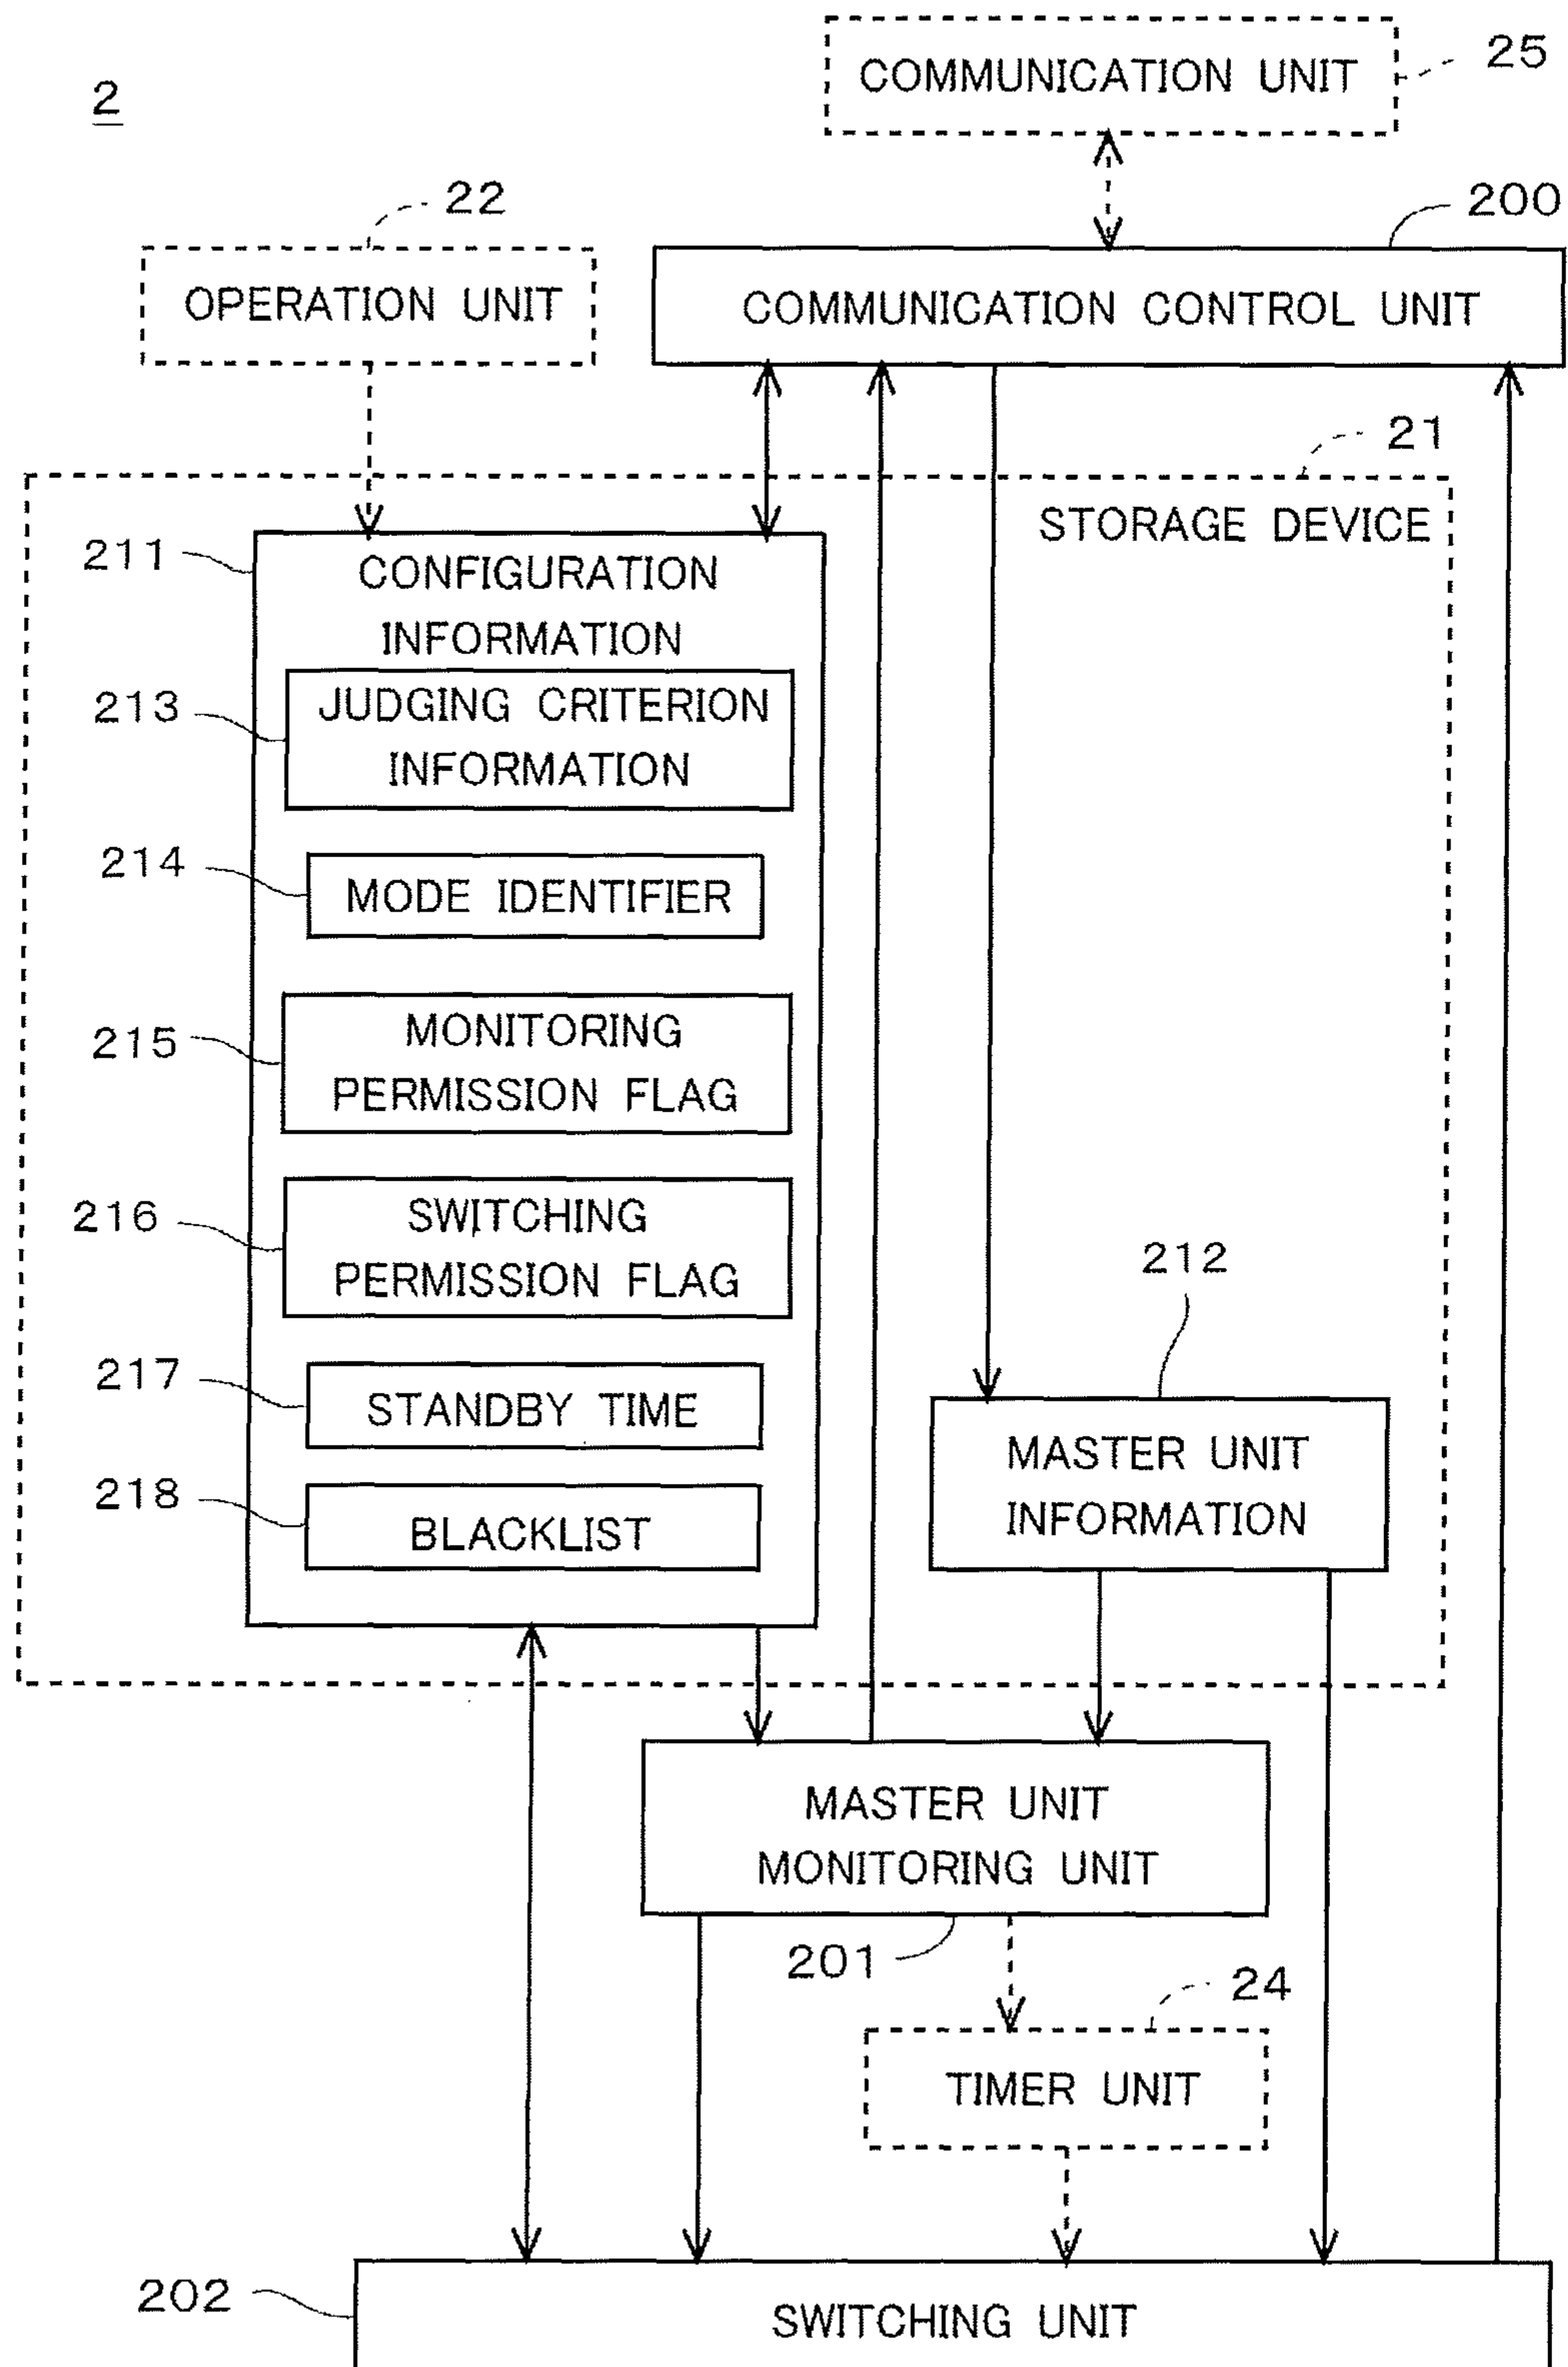 2
COMMUNICATION UNIT
25
22
200
OPERATION UNIT
COMMUNICATION CONTROL UNIT
21
STORAGE DEVICE
211
CONFIGURATION
INFORMATION
213
JUDGING CRITERION
INFORMATION
214
MODE IDENTIFIER
215
MONITORING
PERMISSION FLAG
216
SWITCHING
PERMISSION FLAG
212
217
STANDBY TIME
MASTER UNIT
INFORMATION
218
BLACKLIST
MASTER UNIT
MONITORING UNIT
201
24
TIMER UNIT
202
SWITCHING UNIT